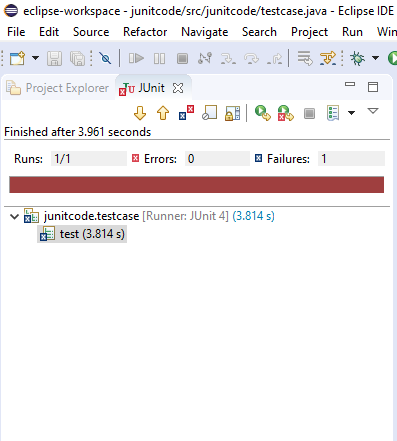 eclipse-workspace - junitcode/src/junitcode/testcase.java - Eclipse IDE
File Edit Source Refactor Navigate Search Project Run Win
Project Explorer JUnit
Finished after 3.961 seconds
Runs: 1/1 Errors: 0 Failures: 1
junitcode.testcase [Runner: JUnit 4] (3.814 s)
test (3.814 s)